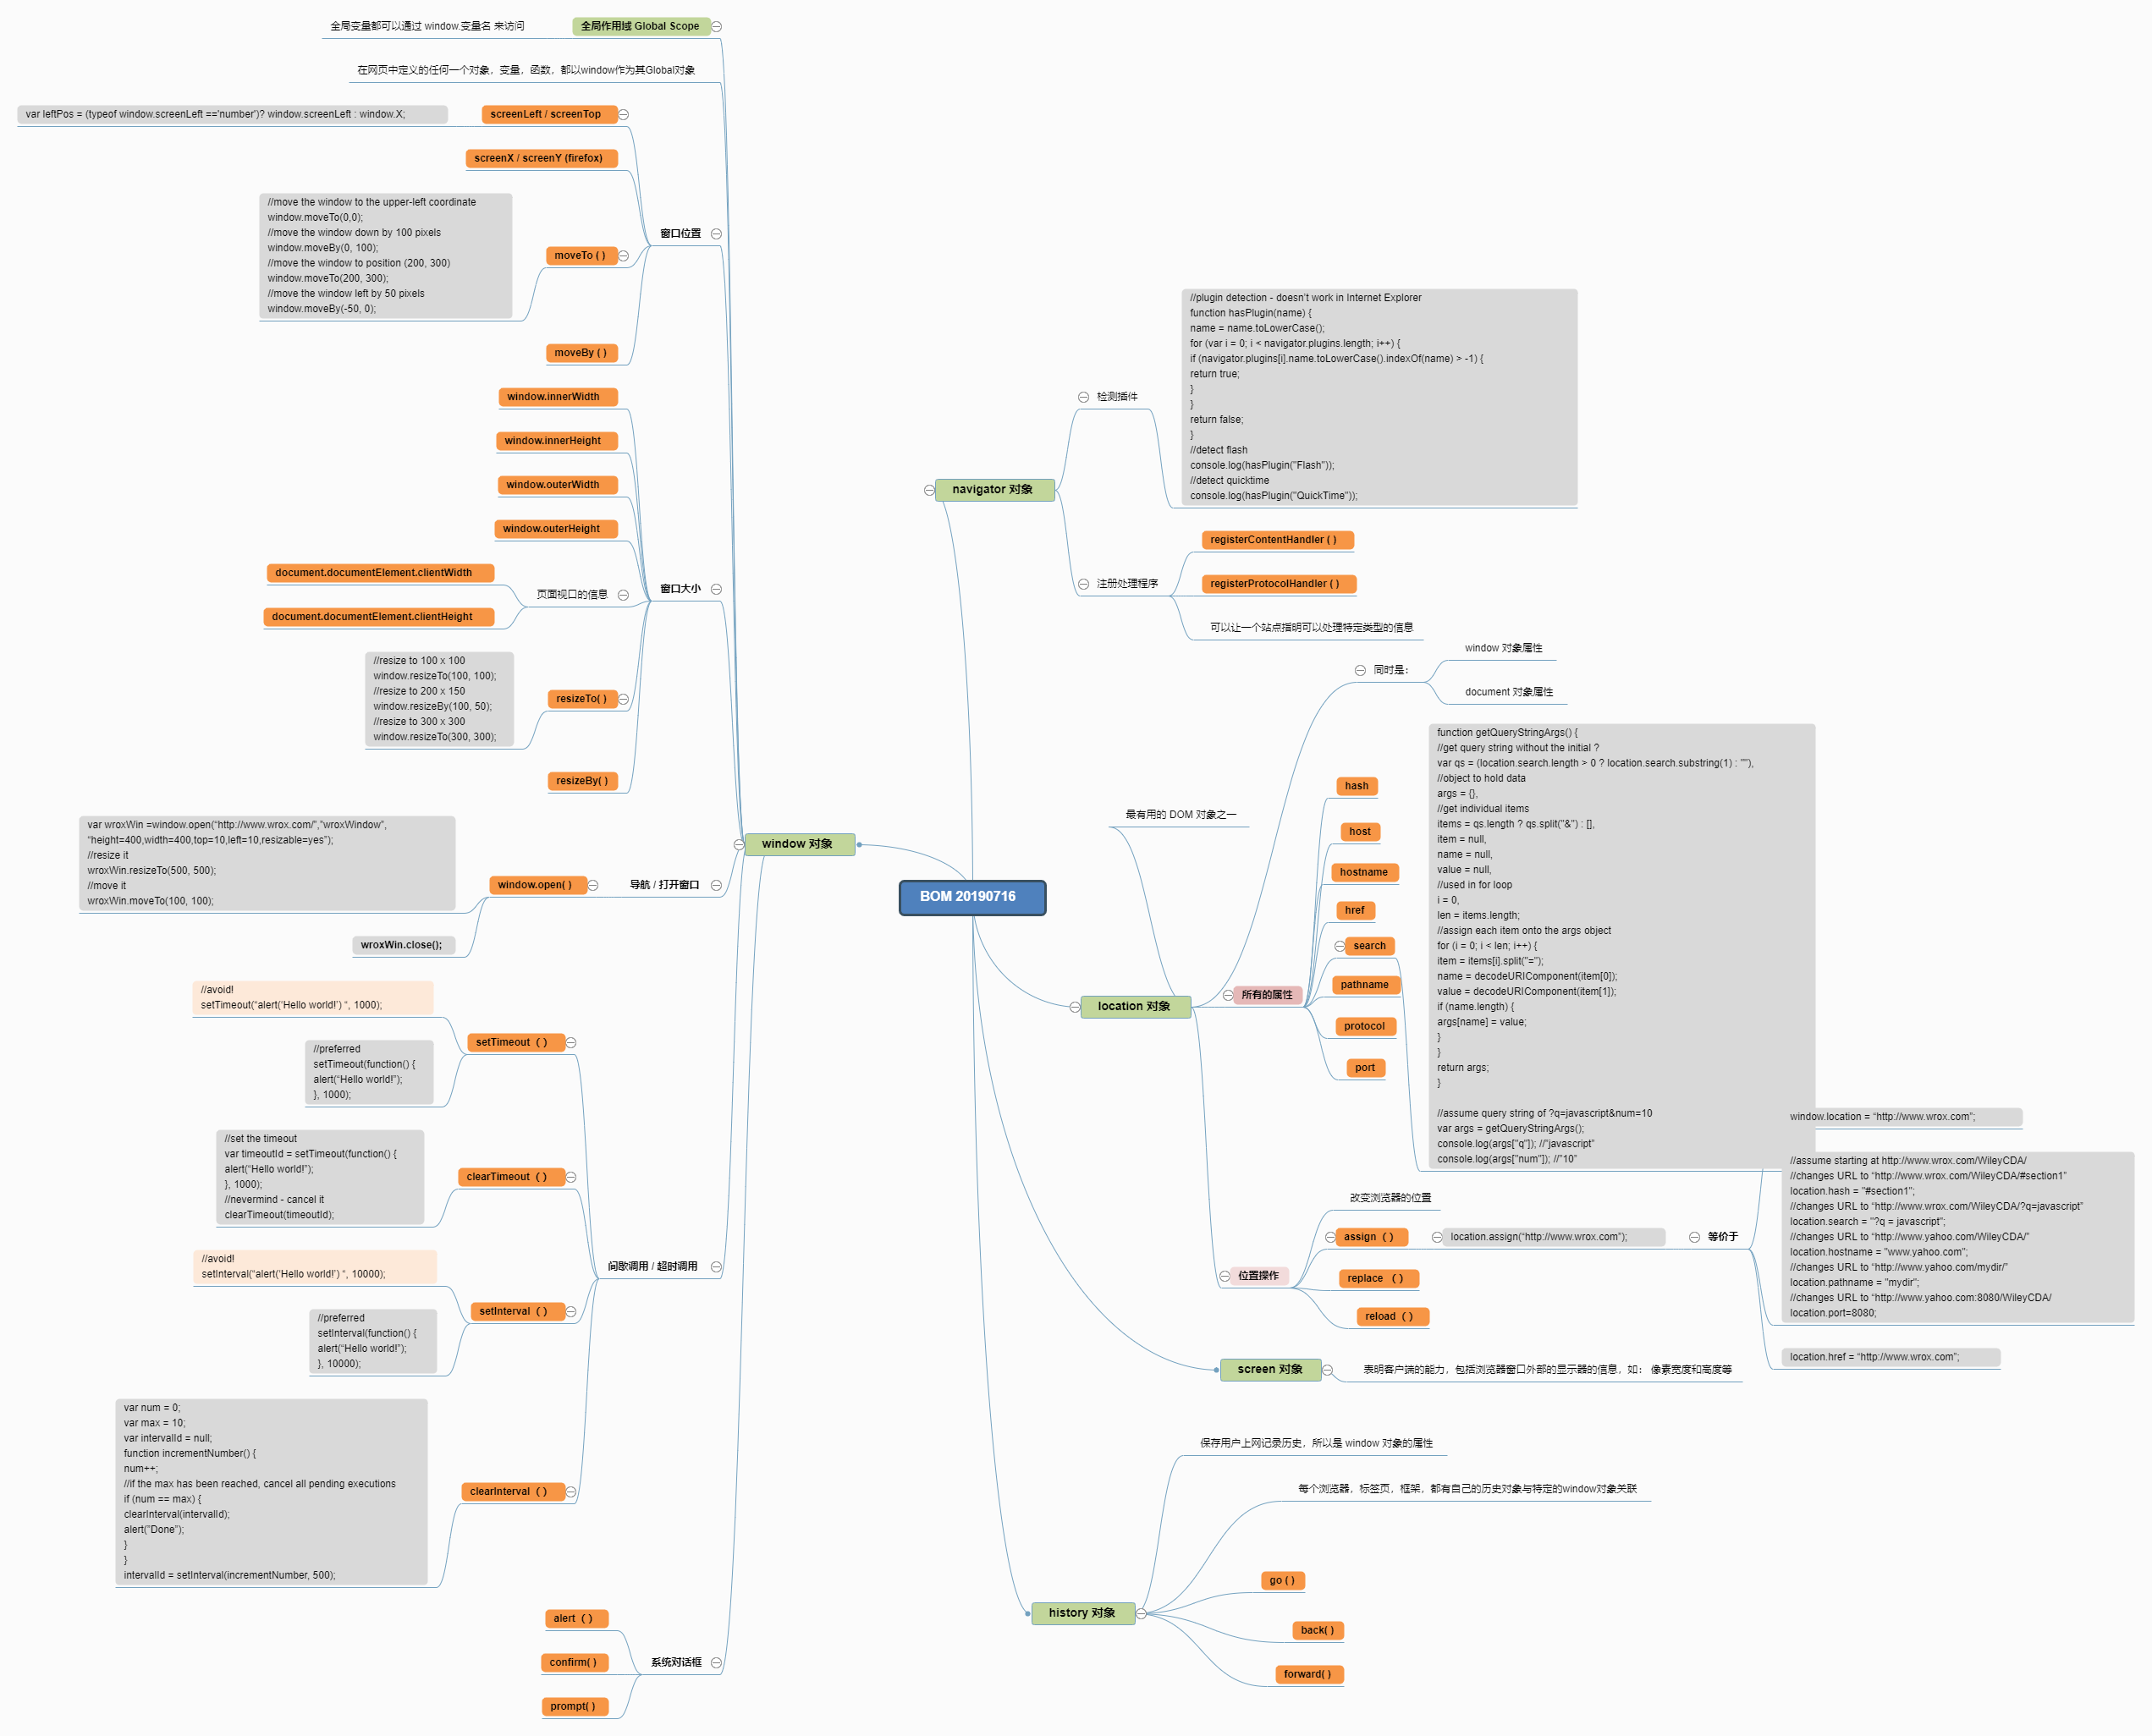 BOM 20190716
window 对象
全局作用域 Global Scope
全局变量都可以通过 window.变量名 来访问
在网页中定义的任何一个对象，变量，函数，都以window作为其Global对象
窗口位置
screenLeft / screenTop
var leftPos = (typeof window.screenLeft =='number')? window.screenLeft : window.X;
screenX / screenY (firefox)
moveTo ( )
//move the window to the upper-left coordinate
window.moveTo(0,0);
//move the window down by 100 pixels
window.moveBy(0, 100);
//move the window to position (200, 300)
window.moveTo(200, 300);
//move the window left by 50 pixels
window.moveBy(-50, 0);
moveBy ( )
窗口大小
window.innerWidth
window.innerHeight
window.outerWidth
window.outerHeight
页面视口的信息
document.documentElement.clientWidth
document.documentElement.clientHeight
resizeTo( )
//resize to 100 x 100
window.resizeTo(100, 100);
//resize to 200 x 150
window.resizeBy(100, 50);
//resize to 300 x 300
window.resizeTo(300, 300);
resizeBy( )
导航 / 打开窗口
window.open( )
var wroxWin =window.open(“http://www.wrox.com/”,”wroxWindow”,
“height=400,width=400,top=10,left=10,resizable=yes”);
//resize it
wroxWin.resizeTo(500, 500);
//move it
wroxWin.moveTo(100, 100);
wroxWin.close();
间歇调用 / 超时调用
setTimeout （ ）
//avoid!
setTimeout(“alert(‘Hello world!’) “, 1000);
//preferred
setTimeout(function() {
alert(“Hello world!”);
}, 1000);
clearTimeout （ ）
//set the timeout
var timeoutId = setTimeout(function() {
alert(“Hello world!”);
}, 1000);
//nevermind - cancel it
clearTimeout(timeoutId);
setInterval （ ）
//avoid!
setInterval(“alert(‘Hello world!’) “, 10000);
//preferred
setInterval(function() {
alert(“Hello world!”);
}, 10000);
clearInterval （ ）
var num = 0;
var max = 10;
var intervalId = null;
function incrementNumber() {
num++;
//if the max has been reached, cancel all pending executions
if (num == max) {
clearInterval(intervalId);
alert("Done");
}
}
intervalId = setInterval(incrementNumber, 500);
系统对话框
alert （ ）
confirm( )
prompt( )
navigator 对象
检测插件
//plugin detection - doesn’t work in Internet Explorer
function hasPlugin(name) {
name = name.toLowerCase();
for (var i = 0; i < navigator.plugins.length; i++) {
if (navigator.plugins[i].name.toLowerCase().indexOf(name) > -1) {
return true;
}
}
return false;
}
//detect flash
console.log(hasPlugin("Flash"));
//detect quicktime
console.log(hasPlugin("QuickTime"));
注册处理程序
registerContentHandler ( )
registerProtocolHandler ( )
可以让一个站点指明可以处理特定类型的信息
location 对象
最有用的 DOM 对象之一
同时是：
window 对象属性
document 对象属性
所有的属性
hash
host
hostname
href
search
function getQueryStringArgs() {
//get query string without the initial ?
var qs = (location.search.length > 0 ? location.search.substring(1) : ""),
//object to hold data
args = {},
//get individual items
items = qs.length ? qs.split("&") : [],
item = null,
name = null,
value = null,
//used in for loop
i = 0,
len = items.length;
//assign each item onto the args object
for (i = 0; i < len; i++) {
item = items[i].split("=");
name = decodeURIComponent(item[0]);
value = decodeURIComponent(item[1]);
if (name.length) {
args[name] = value;
}
}
return args;
}
//assume query string of ?q=javascript&num=10
var args = getQueryStringArgs();
console.log(args["q"]); //”javascript”
console.log(args["num"]); //”10”
pathname
protocol
port
位置操作
改变浏览器的位置
assign （ ）
location.assign(“http://www.wrox.com”);
等价于
window.location = “http://www.wrox.com”;
//assume starting at http://www.wrox.com/WileyCDA/
//changes URL to “http://www.wrox.com/WileyCDA/#section1”
location.hash = "#section1";
//changes URL to “http://www.wrox.com/WileyCDA/?q=javascript”
location.search = "?q = javascript";
//changes URL to “http://www.yahoo.com/WileyCDA/”
location.hostname = "www.yahoo.com";
//changes URL to “http://www.yahoo.com/mydir/”
location.pathname = "mydir";
//changes URL to “http://www.yahoo.com:8080/WileyCDA/
location.port=8080;
location.href = “http://www.wrox.com”;
replace （ ）
reload （ ）
screen 对象
表明客户端的能力，包括浏览器窗口外部的显示器的信息，如： 像素宽度和高度等
history 对象
保存用户上网记录历史，所以是 window 对象的属性
每个浏览器，标签页，框架，都有自己的历史对象与特定的window对象关联
go ( )
back( )
forward( )